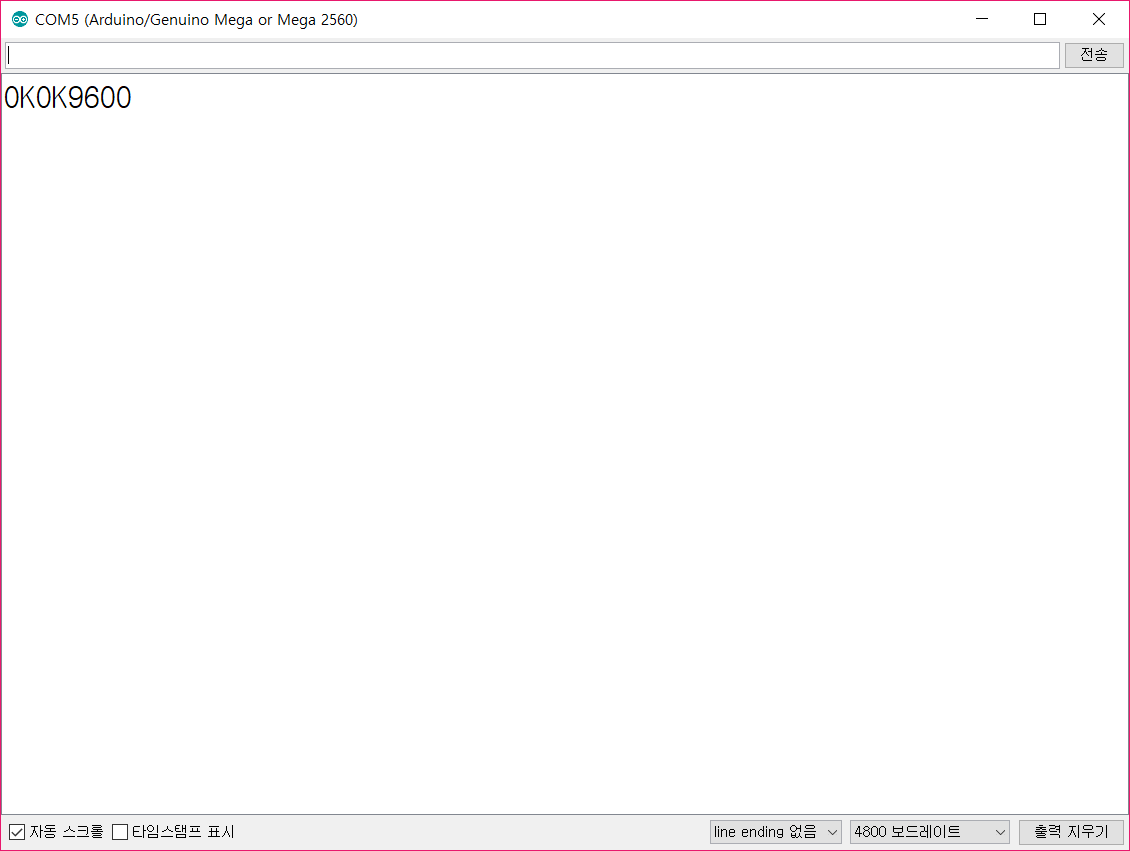 COM5 (Arduino/Genuino Mega or Mega 2560)
전송
OKOK9600
자동 스크롤
타임스탬프 표시
line ending 없음
4800 보드레이트
출력 지우기